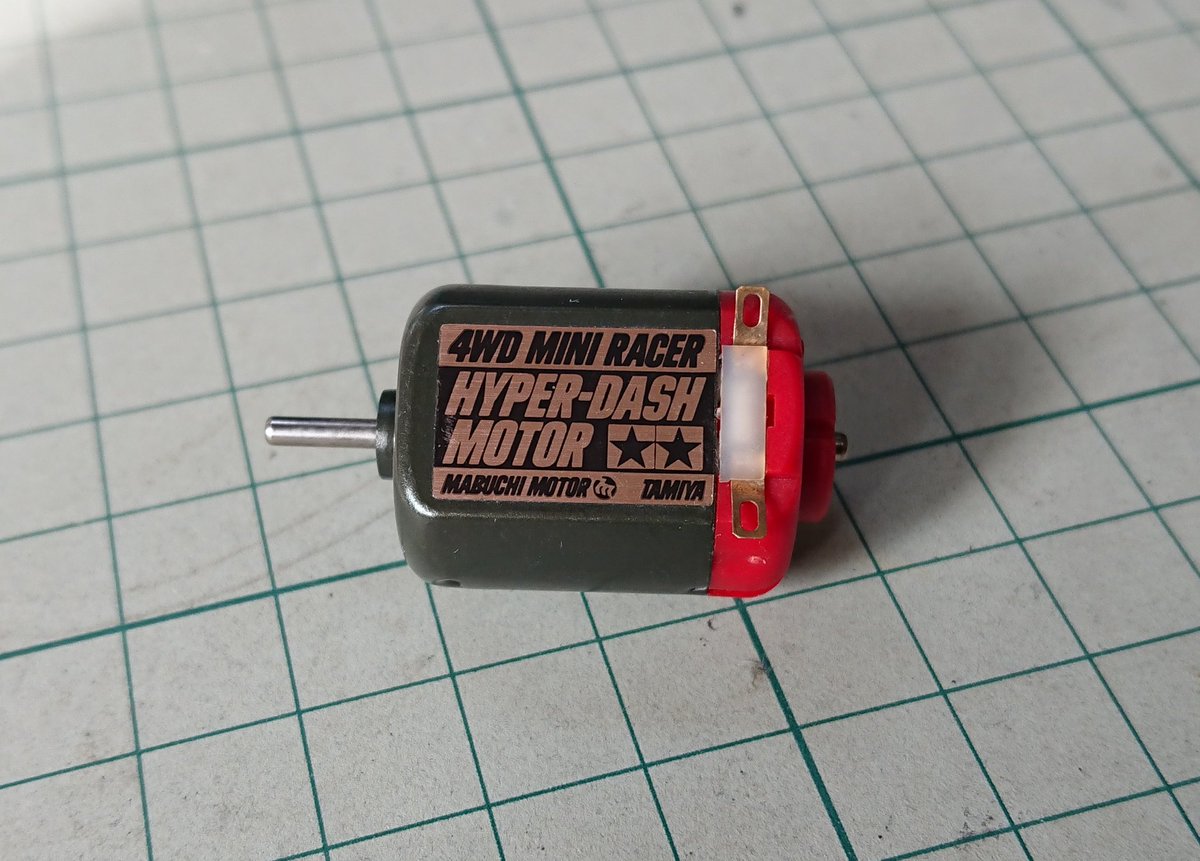 4WD MINI RACER
HYPER-DASH
MOTOR
MABUCHI MOTOR TAMIYA